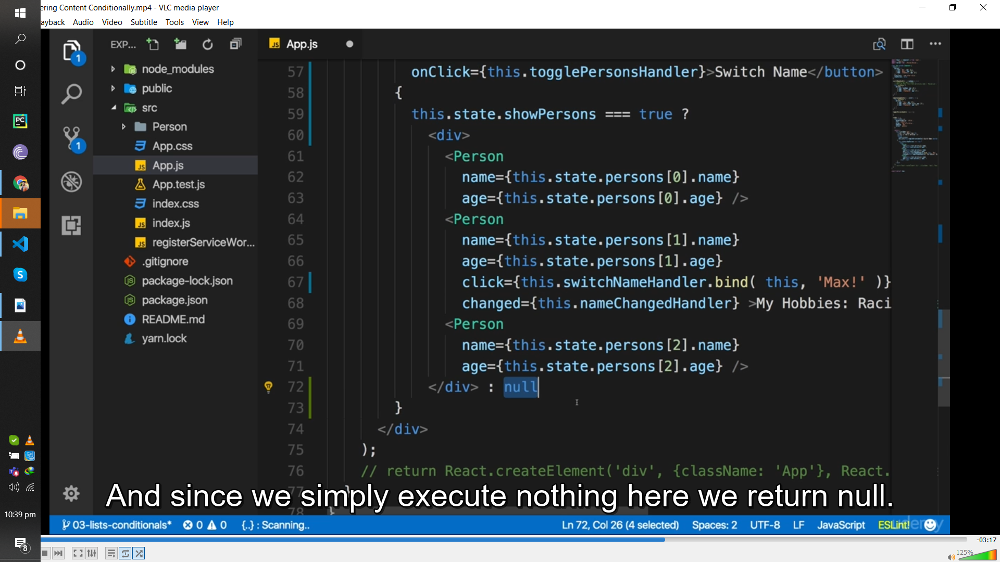 ering Content Conditionally.mp4 - VLC media player
ayback Audio Video Subtitle Tools View Help
EXP...
App.js
node_modules
public
src
Person
App.css
App.js
App.test.js
index.css
index.js
registerServiceWor...
.gitignore
package-lock.json
package.json
README.md
yarn.lock
1
1
57 onClick={this.togglePersonsHandler}>Switch Name</button>
58 {
59 this.state.showPersons === true ?
60 <div>
61 <Person
62 name={this.state.persons[0].name}
63 age={this.state.persons[0].age} />
64 <Person
65 name={this.state.persons[1].name}
66 age={this.state.persons[1].age}
67 click={this.switchNameHandler.bind( this, 'Max!' )}
68 changed={this.nameChangedHandler} >My Hobbies: Raci
69 <Person
70 name={this.state.persons[2].name}
71 age={this.state.persons[2].age} />
72 </div> : null
73 }
74 </div>
75 );
76 // return React.createElement('div', {className: 'App'}, React.
77 }
78 }
And since we simply execute nothing here we return null.
03-lists-conditionals* 0 0 {..} : Scanning.. Ln 72, Col 26 (4 selected) Spaces: 2 UTF-8 LF JavaScript ESLint! udemy
-03:17
125%
PC
S
10:39 pm
8